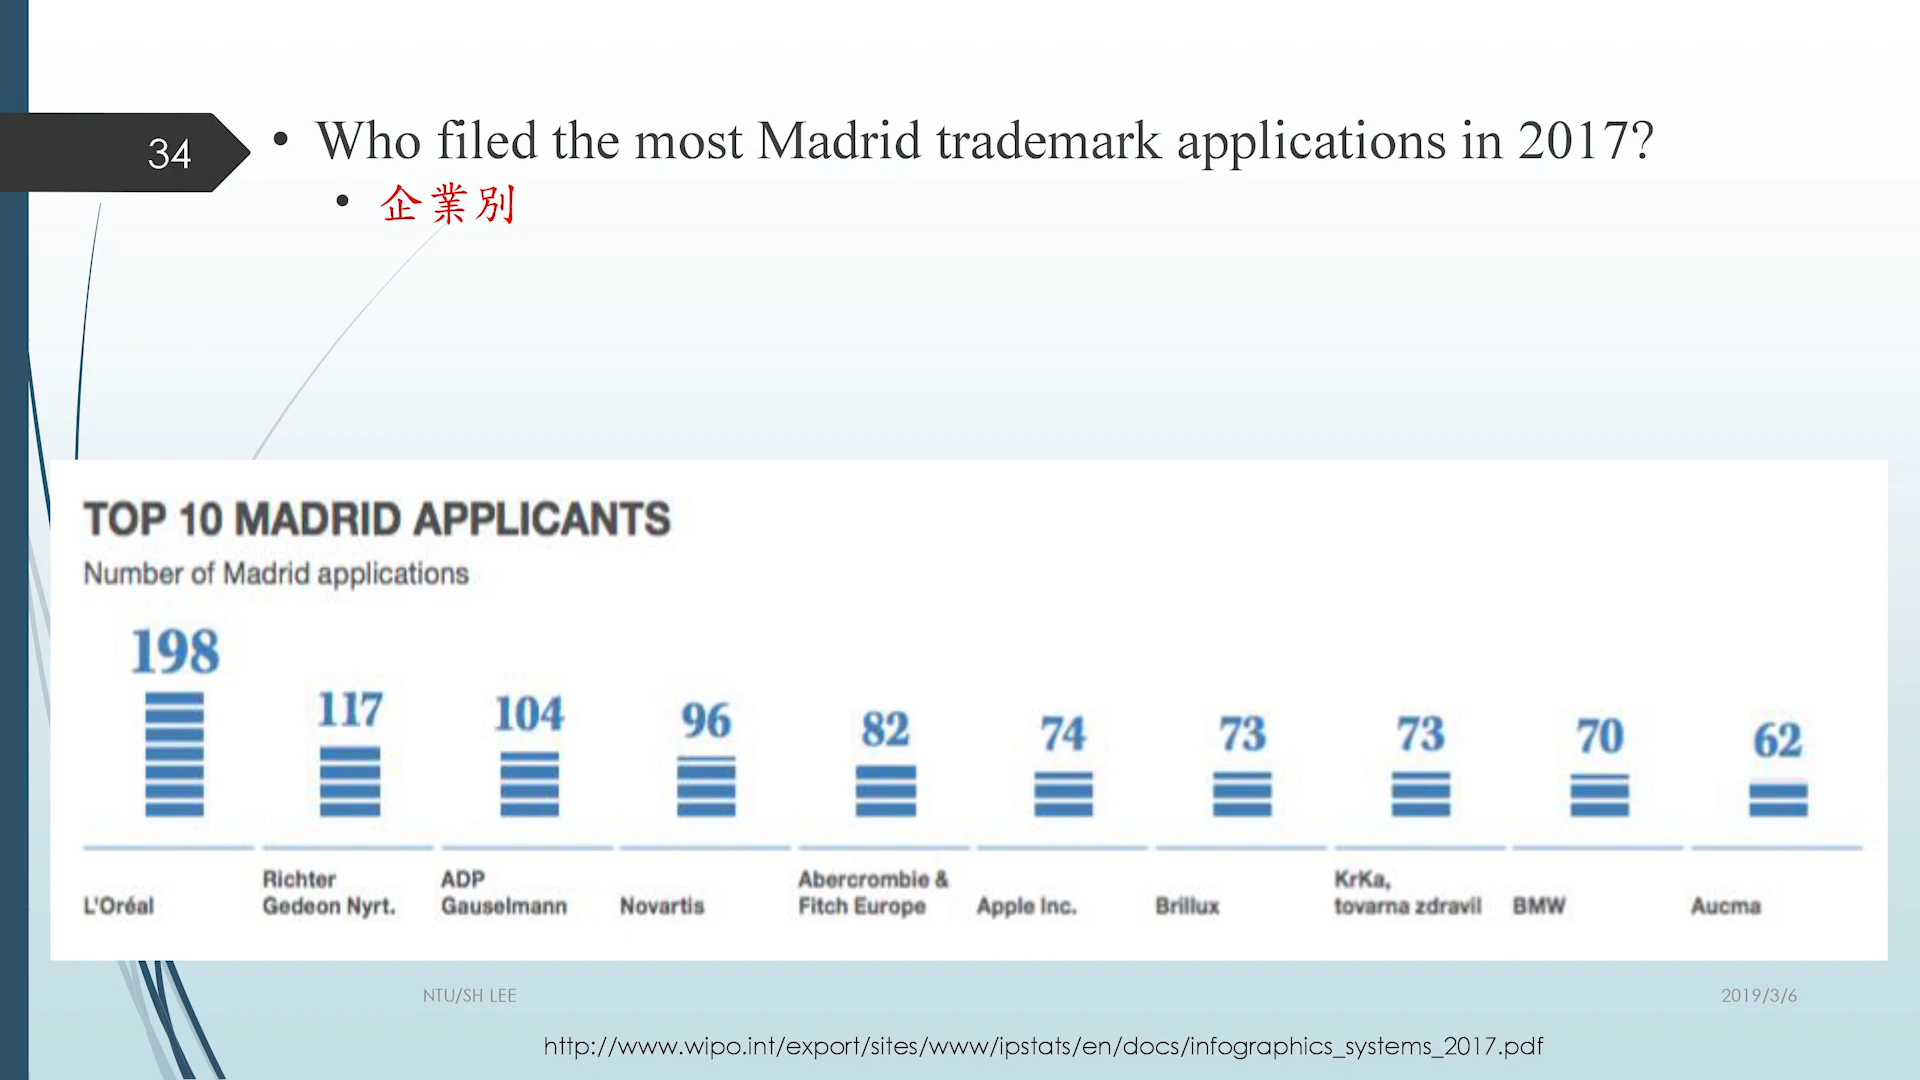 34
• Who filed the most Madrid trademark applications in 2017?
• 企業別
TOP 10 MADRID APPLICANTS
Number of Madrid applications
198
117
104
96
82
74
73
73
70
62
L'Oréal
Richter
Gedeon Nyrt.
ADP
Gauselmann
Novartis
Abercrombie &
Fitch Europe
Apple Inc.
Brillux
KrKa,
tovarna zdravil
BMW
Aucma
NTU/SH LEE
2019/3/6
http://www.wipo.int/export/sites/www/ipstats/en/docs/infographics_systems_2017.pdf